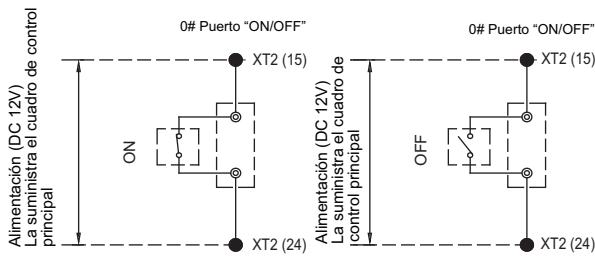 0# Puerto “ON/OFF”
XT2 (15)
Alimentación (DC 12V)
La suministra el cuadro de control
principal
ON
XT2 (24)
0# Puerto “ON/OFF”
XT2 (15)
Alimentación (DC 12V)
La suministra el cuadro de
control principal
OFF
XT2 (24)